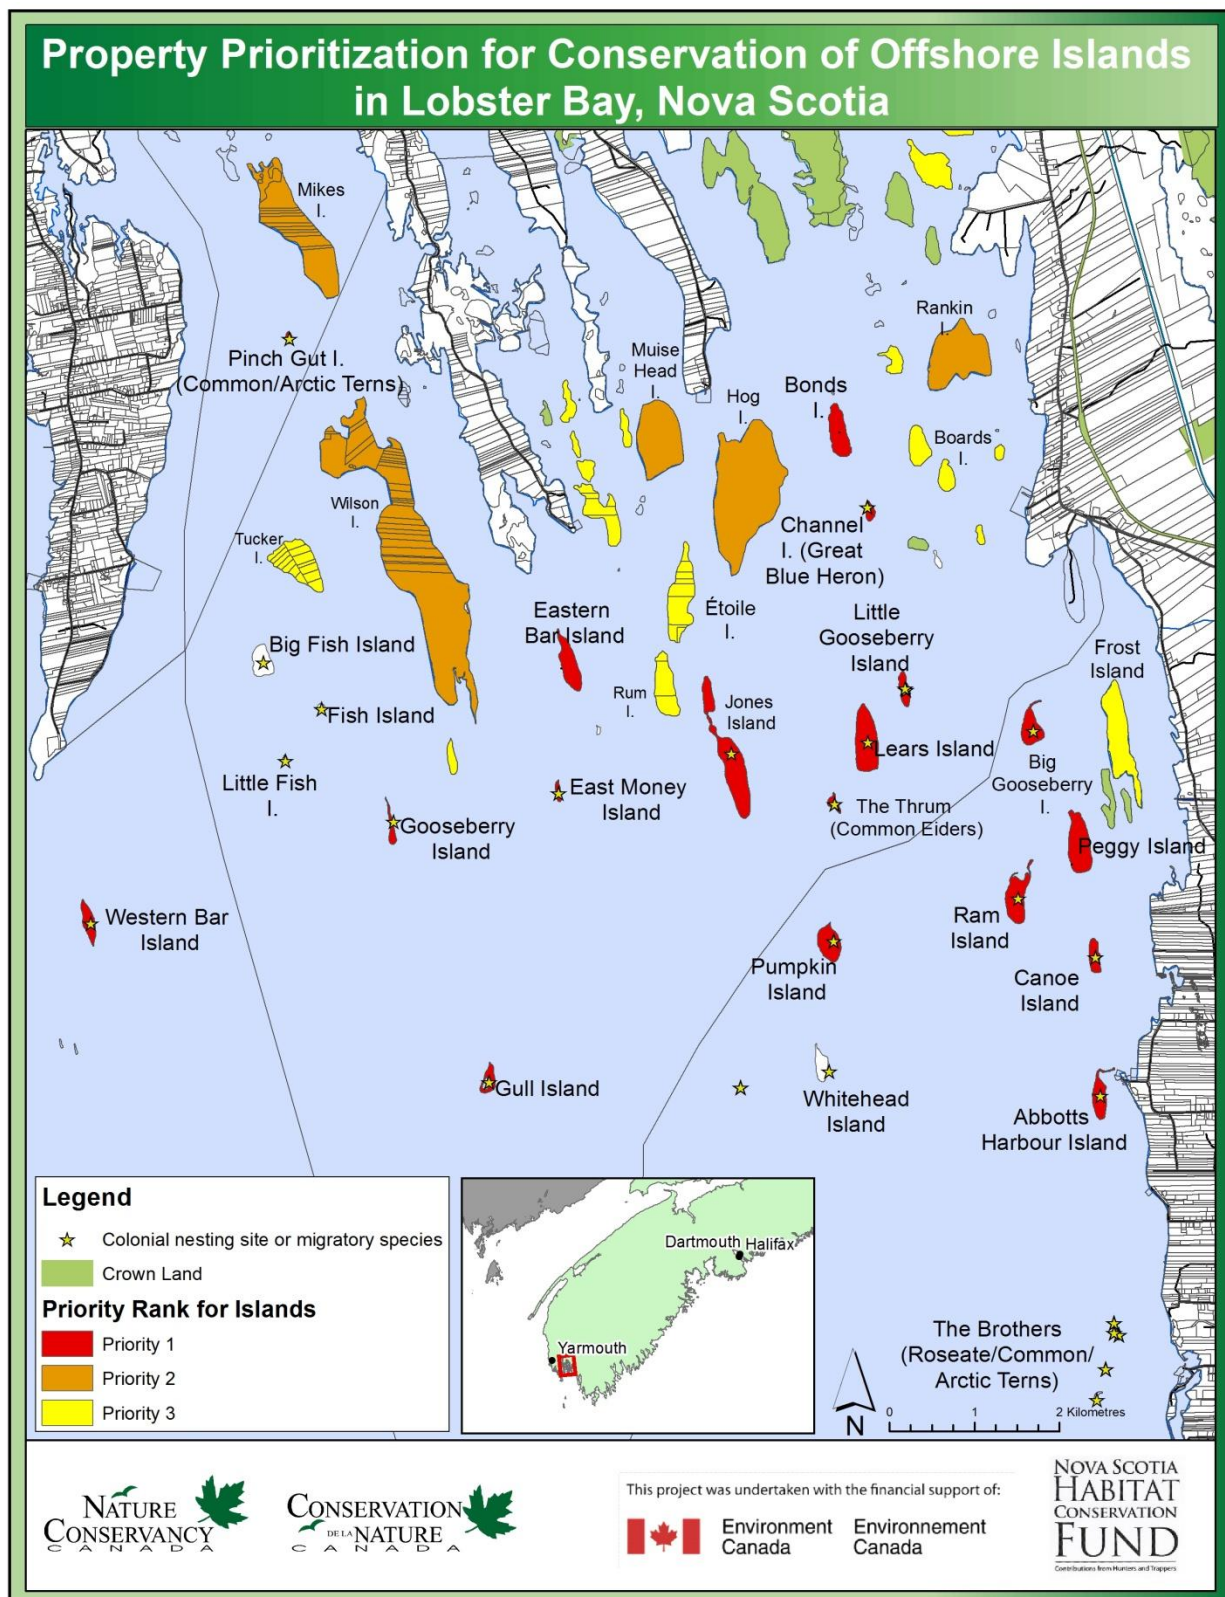 Property Prioritization for Conservation of Offshore Islands
in Lobster Bay, Nova Scotia
Mikes
I.
Pinch Gut I.
(Common/Arctic Terns)
Rankin
I.
Muise
Head
I.
Hog
I.
Bonds
I.
Boards
I.
Wilson
I.
Tucker
I.
Channel
I. (Great
Blue Heron)
Eastern
Bar Island
Étoile
I.
Little
Gooseberry
Island
Big Fish Island
Frost
Island
Fish Island
Rum
I.
Jones
Island
Lears Island
Little Fish
I.
Big
Gooseberry
I.
East Money
Island
The Thrum
(Common Eiders)
Gooseberry
Island
Peggy Island
Western Bar
Island
Ram
Island
Pumpkin
Island
Canoe
Island
Gull Island
Whitehead
Island
Abbotts
Harbour Island
The Brothers
(Roseate/Common/
Arctic Terns)
Legend
Colonial nesting site or migratory species
Crown Land
Priority Rank for Islands
Priority 1
Priority 2
Priority 3
Dartmouth
Halifax
Yarmouth
N
0 1 2 Kilometres
NATURE
CONSERVANCY
CANADA
CONSERVATION
DE LA NATURE
CANADA
This project was undertaken with the financial support of:
Environment
Canada
Environnement
Canada
NOVA SCOTIA
HABITAT
CONSERVATION
FUND
Contributions from Hunters and Trappers